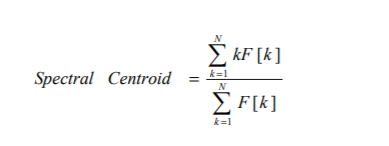 N
∑ kF [k]
k=1
Spectral Centroid =
N
∑ F[k]
k=1